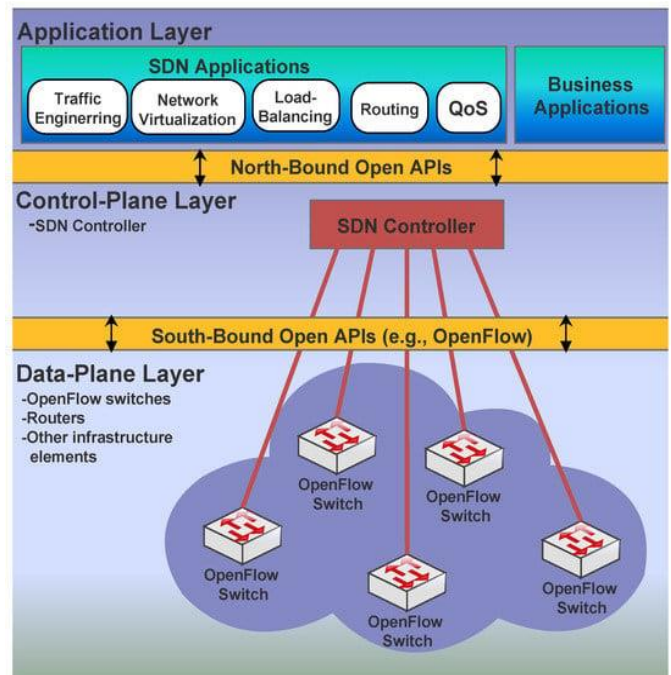 Application Layer
SDN Applications
Traffic
Enginerring
Network
Virtualization
Load-
Balancing
Routing
QoS
Business
Applications
North-Bound Open APIs
Control-Plane Layer
-SDN Controller
SDN Controller
South-Bound Open APIs (e.g., OpenFlow)
Data-Plane Layer
-OpenFlow switches
-Routers
-Other infrastructure
elements
OpenFlow
Switch
OpenFlow
Switch
OpenFlow
Switch
OpenFlow
Switch
OpenFlow
Switch